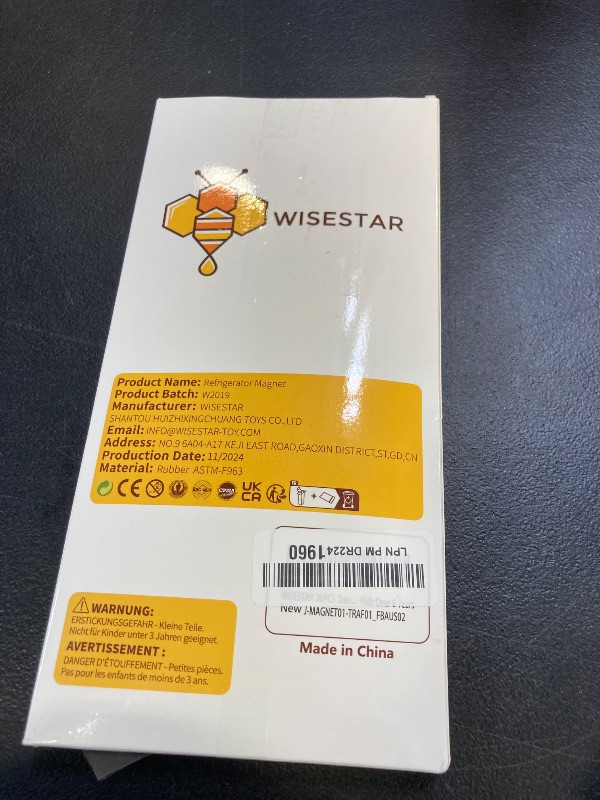 WISESTAR
Product Name: Refrigerator Magnet
Product Batch: W2019
Manufacturer: WISESTAR
SHANTOU HUIZHIXINGCHUANG TOYS CO.,LTD
Email: INFO@WISESTAR-TOY.COM
Address: NO.9 6A04-A17 KEJI EAST ROAD,GAOXIN DISTRICT,ST,GD,CN
Production Date: 11/2024
Material: Rubber ASTM-F963
CE
UK
CA
FR
LPN PM DR2241960
New J-MAGNET01-TRAF01_FBAUS02
Made in China
WARNUNG:
ERSTICKUNGSGEFAHR - Kleine Teile.
Nicht für Kinder unter 3 Jahren geeignet.
AVERTISSEMENT :
DANGER D'ÉTOUFFEMENT - Petites pièces.
Pas pour les enfants de moins de 3 ans.